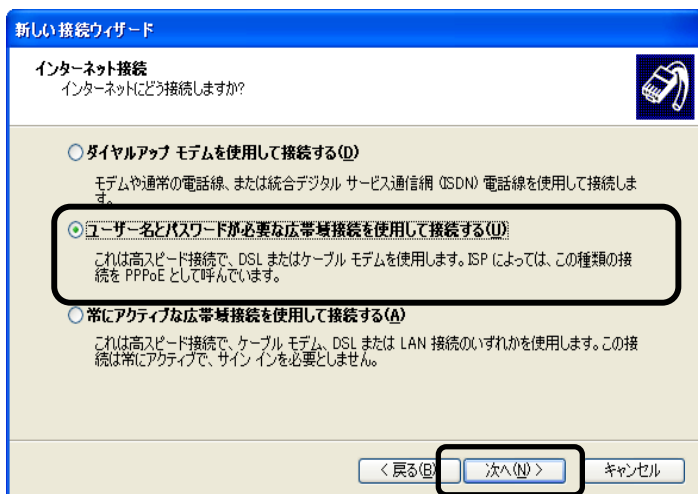 新しい接続ウィザード
インターネット接続
インターネットにどう接続しますか?
ダイヤルアップ モデムを使用して接続する(D)
モデムや通常の電話線、または統合デジタル サービス通信網 (ISDN) 電話線を使用して接続しま
す。
ユーザー名とパスワードが必要な広帯域接続を使用して接続する(U)
これは高スピード接続で、DSL またはケーブル モデムを使用します。ISP によっては、この種類の接
続を PPPoE として呼んでいます。
常にアクティブな広帯域接続を使用して接続する(A)
これは高スピード接続で、ケーブル モデム、DSL または LAN 接続のいずれかを使用します。この接
続は常にアクティブで、サイン インを必要としません。
< 戻る(B) 次へ(N) > キャンセル